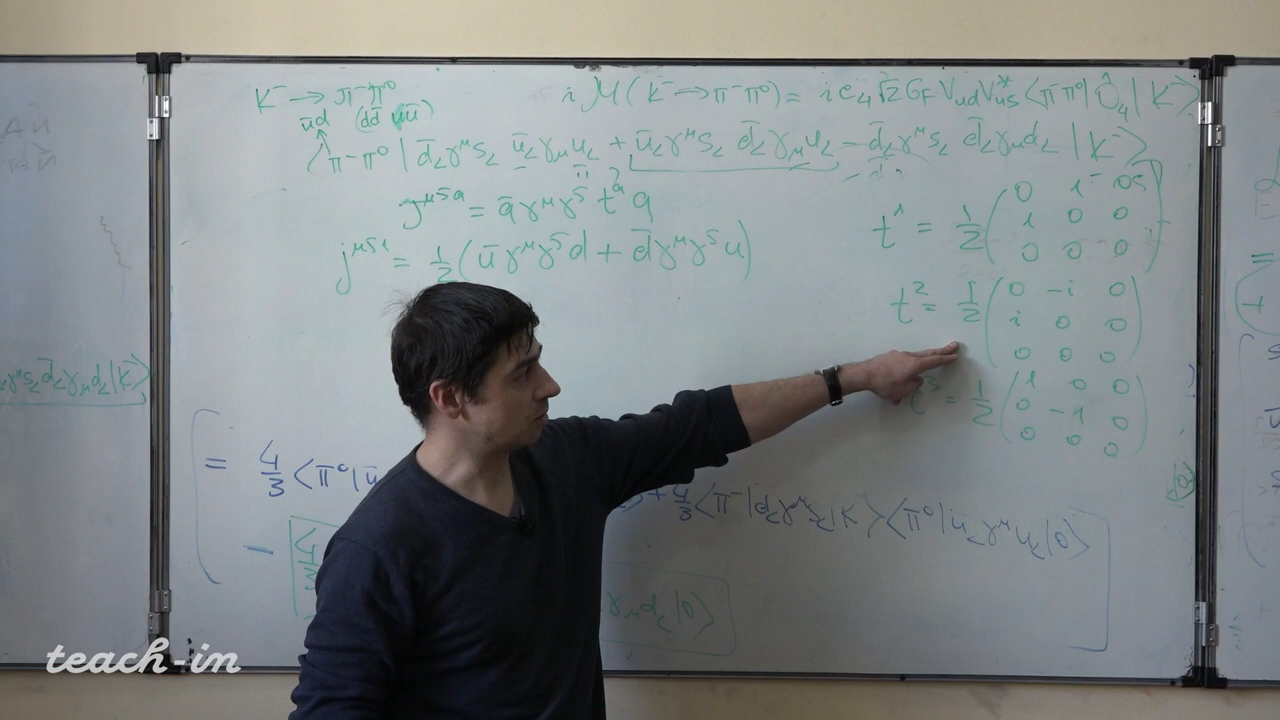 K⁻ → π⁻π⁰
ūd (d̄d ūu)
iM(K⁻→π⁻π⁰) = i c₄ √2 G_F V_ud V*_us ⟨π⁻π⁰|Ô₄|K⁻⟩
⟨π⁻π⁰| d̄_L γ^μ s_L ū_L γ_μ u_L + ū_L γ^μ s_L d̄_L γ_μ u_L − d̄_L γ^μ s_L d̄_L γ_μ d_L |K⁻⟩
j^{μ5a} = q̄ γ^μ γ^5 t^a q
j^{μ51} = 1/2 (ū γ^μ γ^5 d + d̄ γ^μ γ^5 u)
t¹ = 1/2 ( 0 1 0
1 0 0
0 0 0 )
t² = 1/2 ( 0 -i 0
i 0 0
0 0 0 )
t³ = 1/2 ( 1 0 0
0 -1 0
0 0 0 )
γ^μ s_L d̄_L γ_μ d_L |K⟩
= 4/3 ⟨π⁰| ū
+ 4/3 ⟨π⁻| d̄_L γ^μ s_L |K⟩⟨π⁰| ū_L γ^μ u_L |0⟩
−
γ_μ d_L |0⟩
teach-in